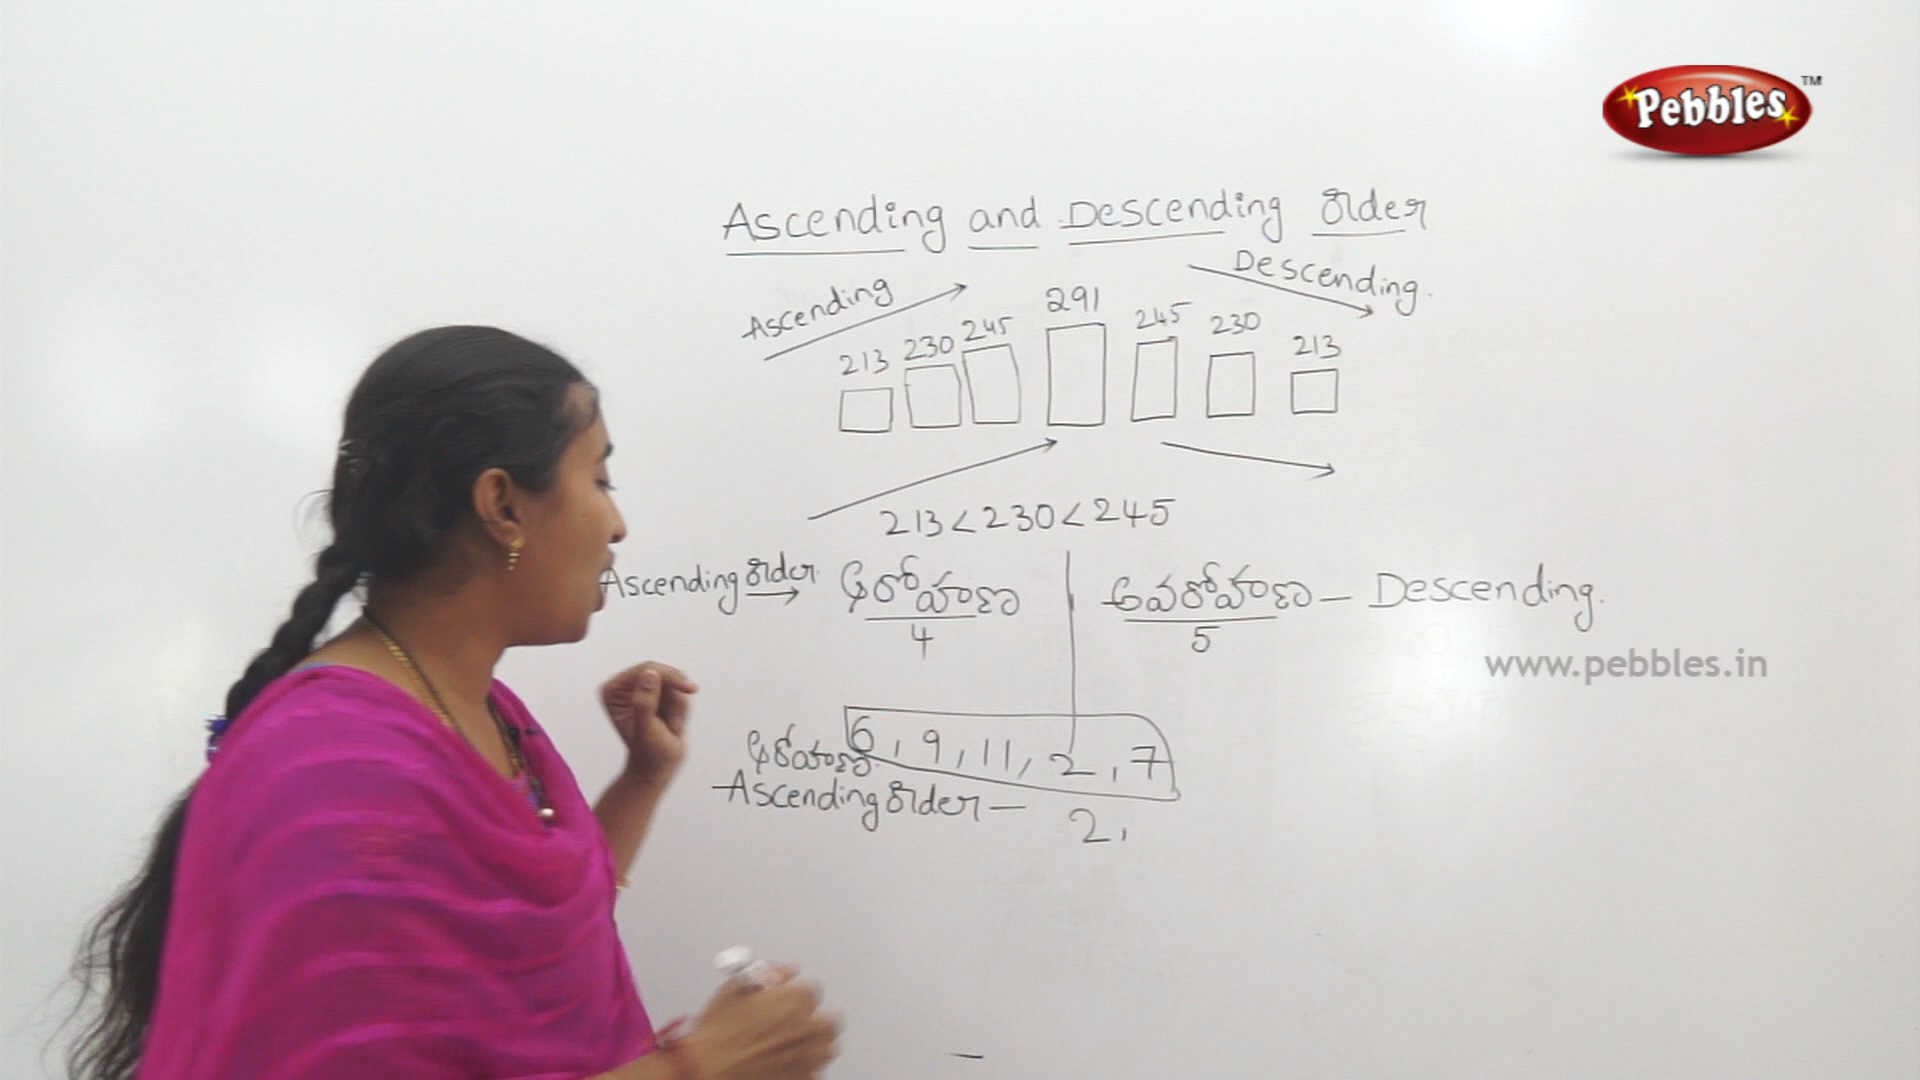 Pebbles TM
Ascending and Descending Order
Ascending
Descending.
213 230 245 291 245 230 213
213 < 230 < 245
Ascending order → ఆరోహణ
4
అవరోహణ – Descending.
5
www.pebbles.in
ఆరోహణ 6, 9, 11, 2, 7
Ascending order – 2,